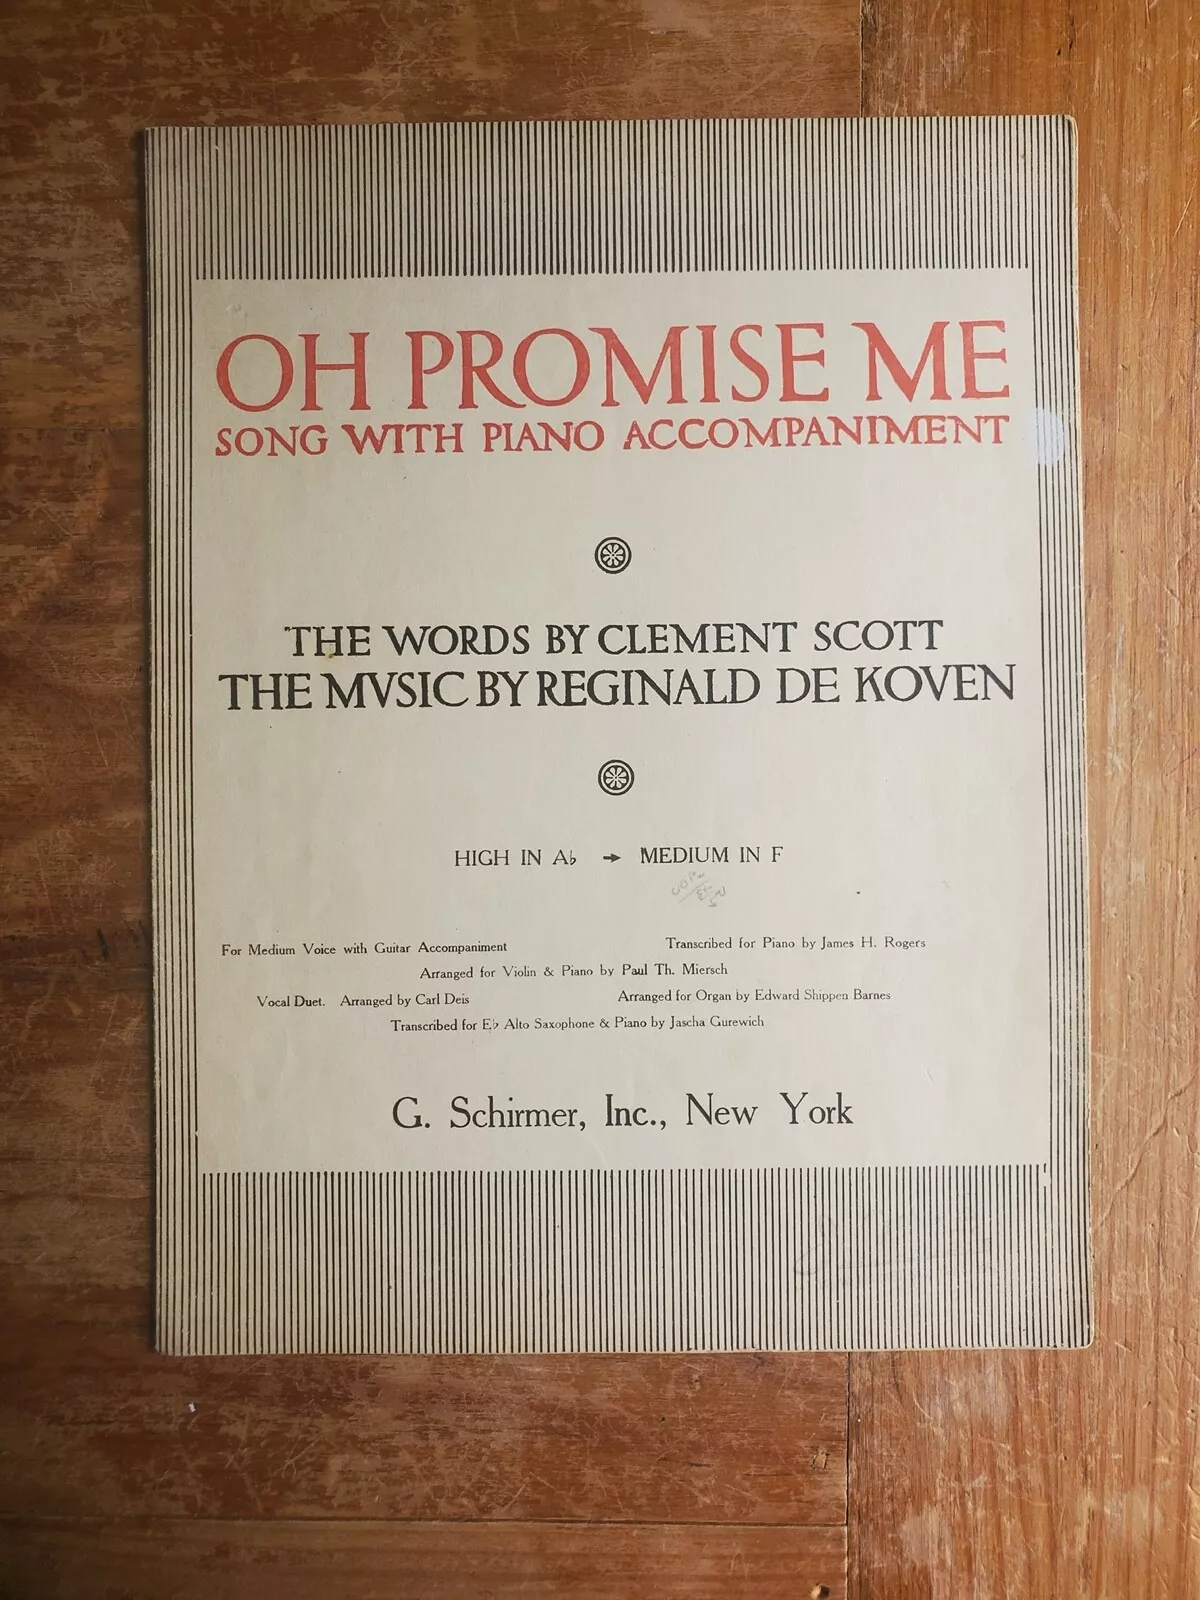 OH PROMISE ME
SONG WITH PIANO ACCOMPANIMENT
THE WORDS BY CLEMENT SCOTT
THE MVSIC BY REGINALD DE KOVEN
HIGH IN A♭ → MEDIUM IN F
For Medium Voice with Guitar Accompaniment Transcribed for Piano by James H. Rogers
Arranged for Violin & Piano by Paul Th. Miersch
Vocal Duet. Arranged by Carl Deis Arranged for Organ by Edward Shippen Barnes
Transcribed for E♭ Alto Saxophone & Piano by Jascha Gurewich
G. Schirmer, Inc., New York